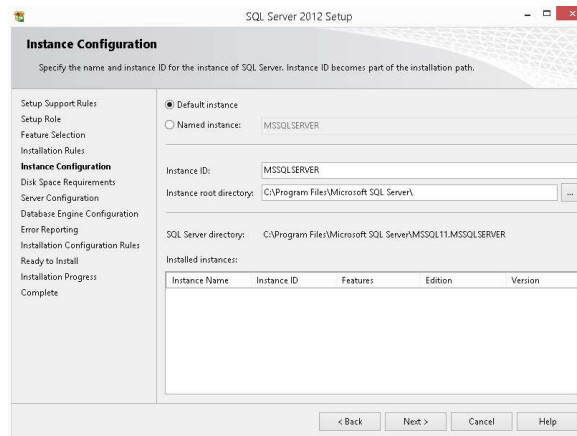 SQL Server 2012 Setup
Instance Configuration
Specify the name and instance ID for the instance of SQL Server. Instance ID becomes part of the installation path.
Setup Support Rules
Setup Role
Feature Selection
Installation Rules
Instance Configuration
Disk Space Requirements
Server Configuration
Database Engine Configuration
Error Reporting
Installation Configuration Rules
Ready to Install
Installation Progress
Complete
Default instance
Named instance: MSSQLSERVER
Instance ID: MSSQLSERVER
Instance root directory: C:\Program Files\Microsoft SQL Server\ ...
SQL Server directory: C:\Program Files\Microsoft SQL Server\MSSQL11.MSSQLSERVER
Installed instances:
Instance Name Instance ID Features Edition Version
< Back Next > Cancel Help